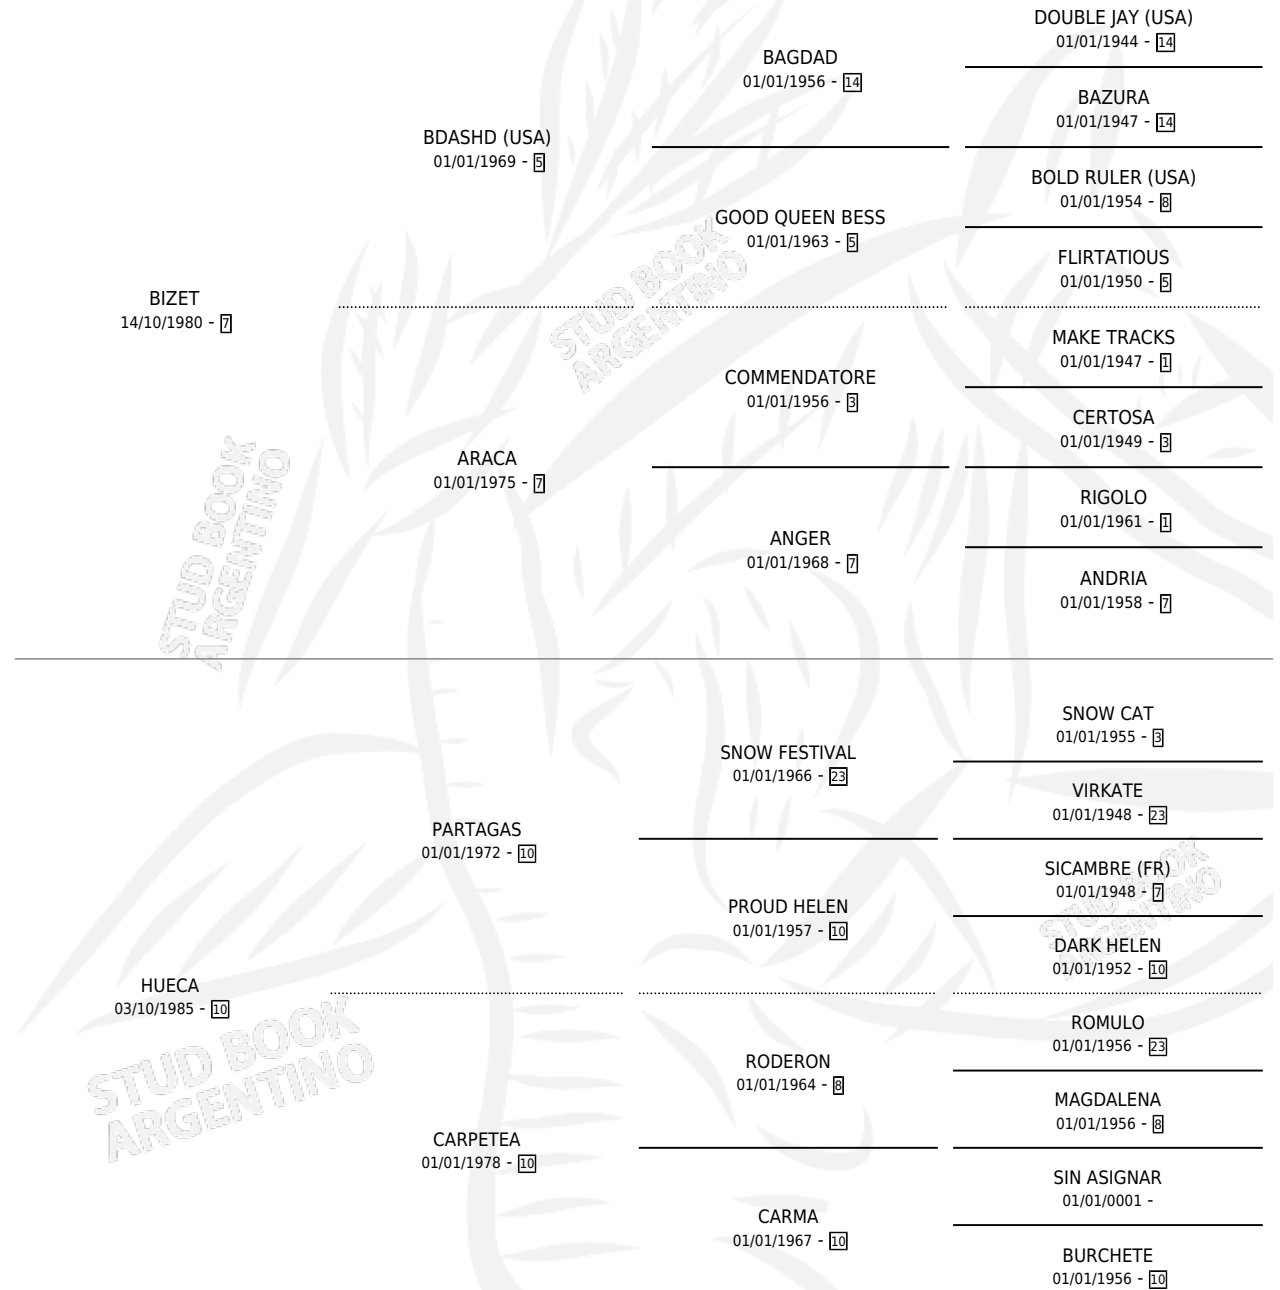 DOUBLE JAY (USA)
01/01/1944 - 14
BAGDAD
01/01/1956 - 14
BAZURA
01/01/1947 - 14
BDASHD (USA)
01/01/1969 - 5
BOLD RULER (USA)
01/01/1954 - 8
GOOD QUEEN BESS
01/01/1963 - 5
FLIRTATIOUS
01/01/1950 - 5
BIZET
14/10/1980 - 7
MAKE TRACKS
01/01/1947 - 1
COMMENDATORE
01/01/1956 - 3
CERTOSA
01/01/1949 - 3
ARACA
01/01/1975 - 7
RIGOLO
01/01/1961 - 1
ANGER
01/01/1968 - 7
ANDRIA
01/01/1958 - 7
SNOW CAT
01/01/1955 - 3
SNOW FESTIVAL
01/01/1966 - 23
VIRKATE
01/01/1948 - 23
PARTAGAS
01/01/1972 - 10
SICAMBRE (FR)
01/01/1948 - 7
PROUD HELEN
01/01/1957 - 10
DARK HELEN
01/01/1952 - 10
HUECA
03/10/1985 - 10
ROMULO
01/01/1956 - 23
RODERON
01/01/1964 - 8
MAGDALENA
01/01/1956 - 8
CARPETEA
01/01/1978 - 10
SIN ASIGNAR
01/01/0001 -
CARMA
01/01/1967 - 10
BURCHETE
01/01/1956 - 10
STUD BOOK
ARGENTINO
STUD BOOK
ARGENTINO
STUD BOOK
ARGENTINO
STUD BOOK
ARGENTINO